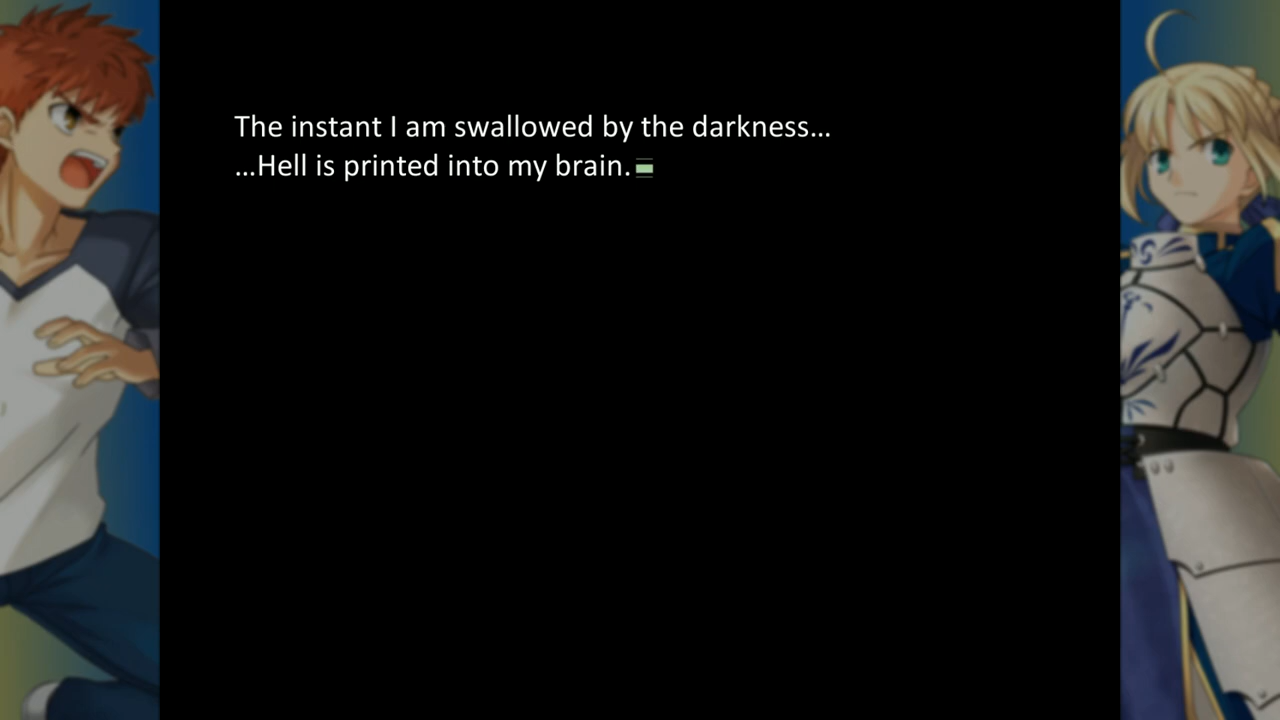 The instant I am swallowed by the darkness…
…Hell is printed into my brain.